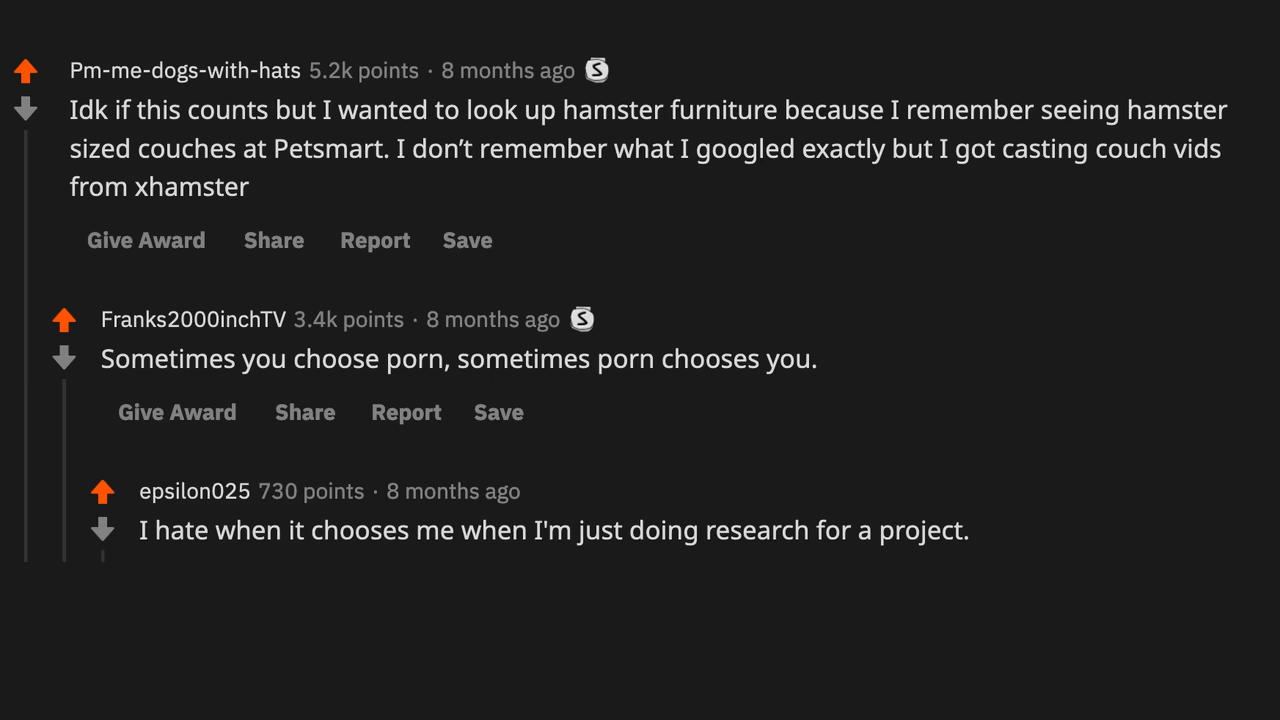 Pm-me-dogs-with-hats 5.2k points · 8 months ago S
Idk if this counts but I wanted to look up hamster furniture because I remember seeing hamster
sized couches at Petsmart. I don’t remember what I googled exactly but I got casting couch vids
from xhamster
Give Award Share Report Save
Franks2000inchTV 3.4k points · 8 months ago S
Sometimes you choose porn, sometimes porn chooses you.
Give Award Share Report Save
epsilon025 730 points · 8 months ago
I hate when it chooses me when I'm just doing research for a project.